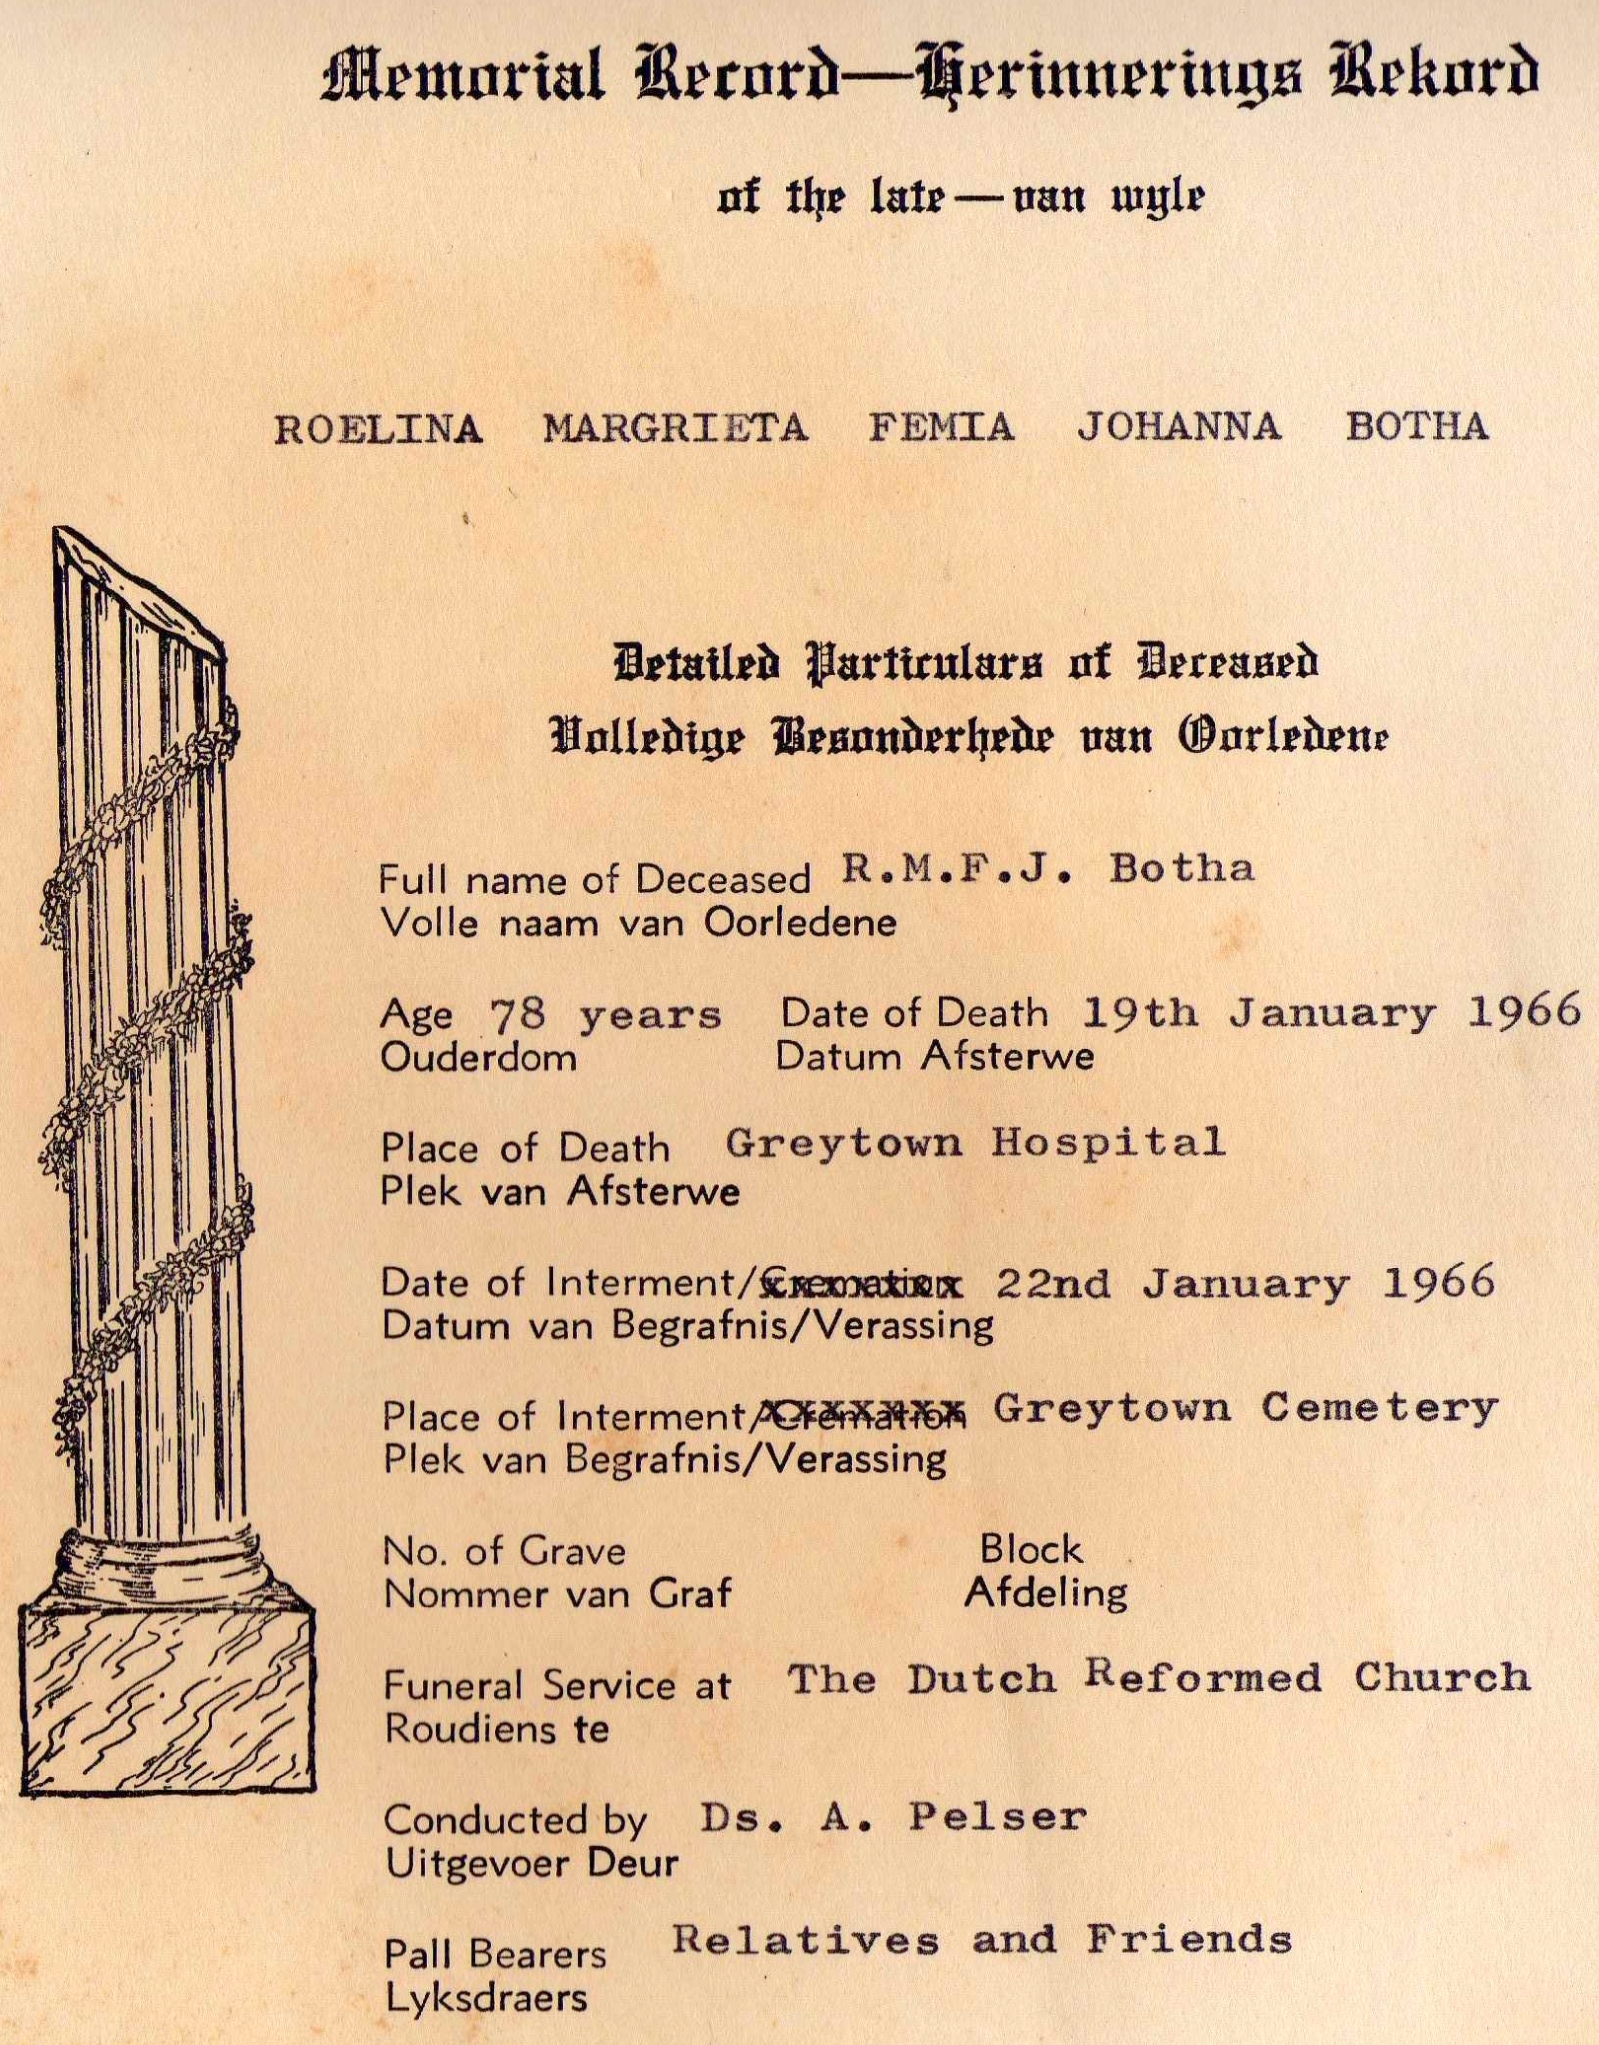 Memorial Record—Herinnerings Rekord
of the late—van wyle
ROELINA MARGRIETA FEMIA JOHANNA BOTHA
Detailed Particulars of Deceased
Volledige Besonderhede van Oorledene
Full name of Deceased R.M.F.J. Botha
Volle naam van Oorledene
Age 78 years Date of Death 19th January 1966
Ouderdom Datum Afsterwe
Place of Death Greytown Hospital
Plek van Afsterwe
Date of Interment/Cremation 22nd January 1966
Datum van Begrafnis/Verassing
Place of Interment/Cremation Greytown Cemetery
Plek van Begrafnis/Verassing
No. of Grave Block
Nommer van Graf Afdeling
Funeral Service at The Dutch Reformed Church
Roudiens te
Conducted by Ds. A. Pelser
Uitgevoer Deur
Pall Bearers Relatives and Friends
Lyksdraers